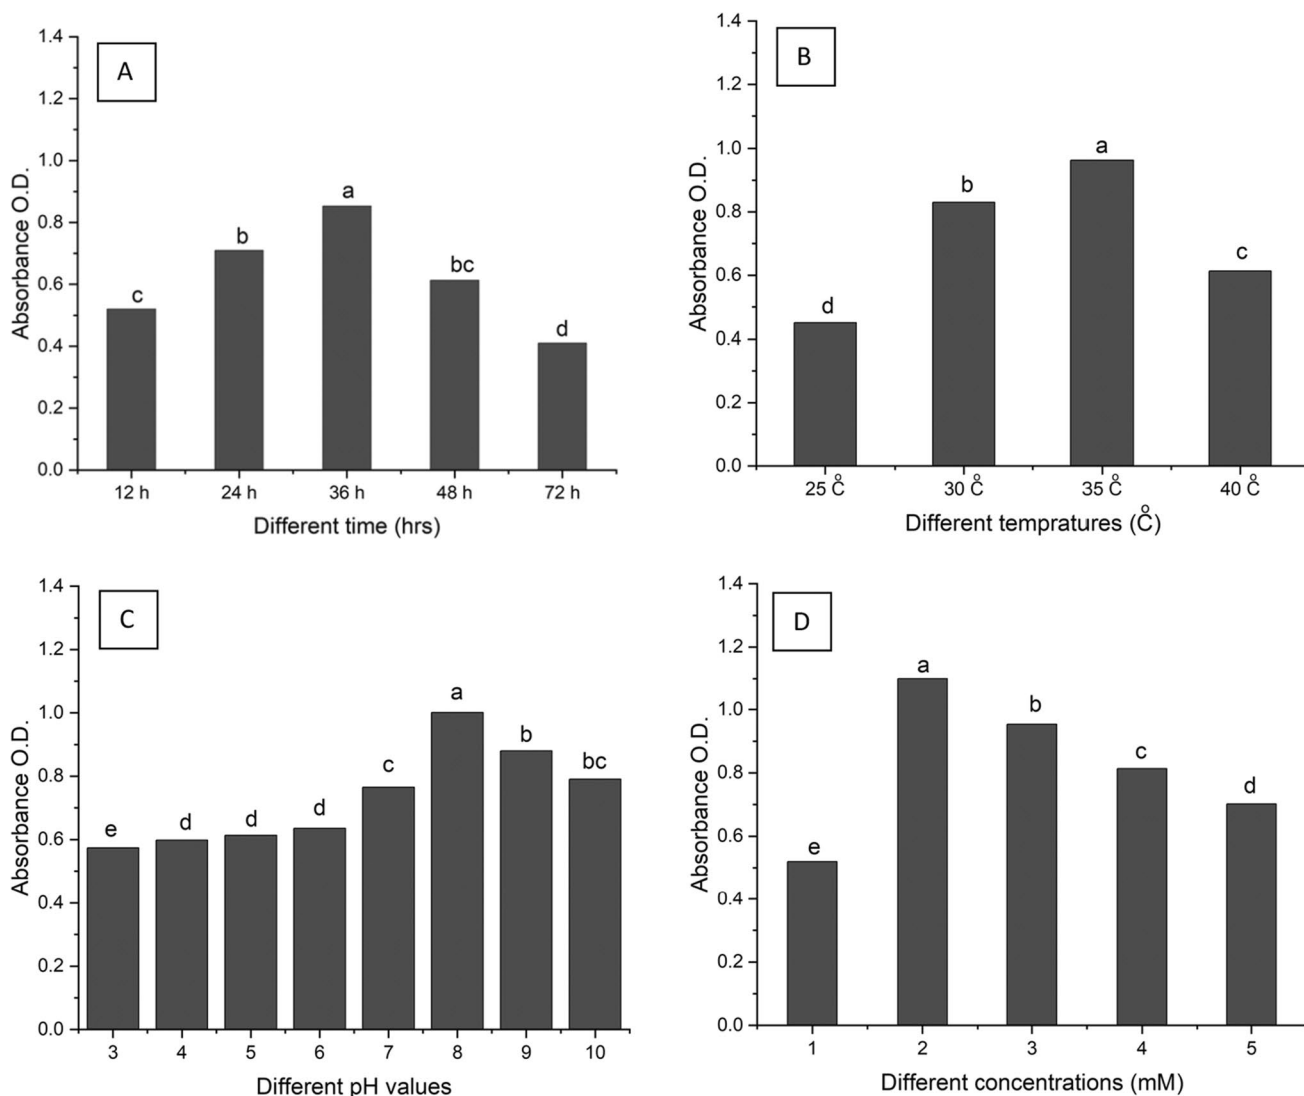 A
Absorbance O.D.
1.4
1.2
1.0
0.8
0.6
0.4
0.2
0.0
c
b
a
bc
d
12 h
24 h
36 h
48 h
72 h
Different time (hrs)
B
Absorbance O.D.
1.4
1.2
1.0
0.8
0.6
0.4
0.2
0.0
d
b
a
c
25 °C
30 °C
35 °C
40 °C
Different tempratures (°C)
C
Absorbance O.D.
1.4
1.2
1.0
0.8
0.6
0.4
0.2
0.0
e
d
d
d
c
a
b
bc
3
4
5
6
7
8
9
10
Different pH values
D
Absorbance O.D.
1.4
1.2
1.0
0.8
0.6
0.4
0.2
0.0
e
a
b
c
d
1
2
3
4
5
Different concentrations (mM)